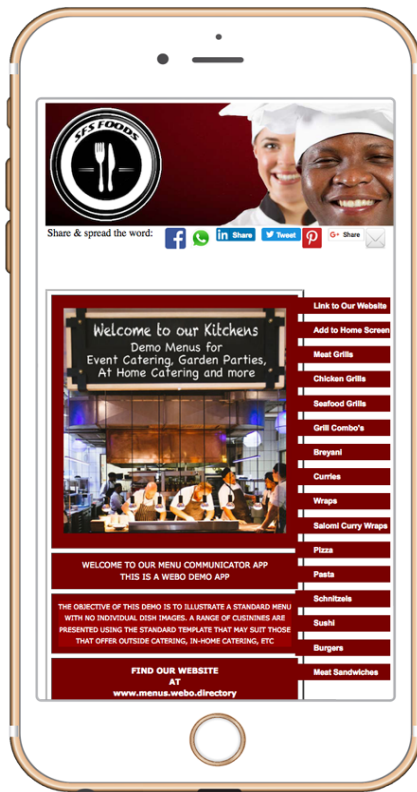 SFS FOODS
Share & spread the word:
in Share
Tweet
G+ Share
Welcome to our Kitchens
Demo Menus for
Event Catering, Garden Parties,
At Home Catering and more
WELCOME TO OUR MENU COMMUNICATOR APP
THIS IS A WEBO DEMO APP
THE OBJECTIVE OF THIS DEMO IS TO ILLUSTRATE A STANDARD MENU
WITH NO INDIVIDUAL DISH IMAGES. A RANGE OF CUSININES ARE
PRESENTED USING THE STANDARD TEMPLATE THAT MAY SUIT THOSE
THAT OFFER OUTSIDE CATERING, IN-HOME CATERING, ETC
FIND OUR WEBSITE
AT
www.menus.webo.directory
Link to Our Website
Add to Home Screen
Meat Grills
Chicken Grills
Seafood Grills
Grill Combo's
Breyani
Curries
Wraps
Salomi Curry Wraps
Pizza
Pasta
Schnitzels
Sushi
Burgers
Meat Sandwiches